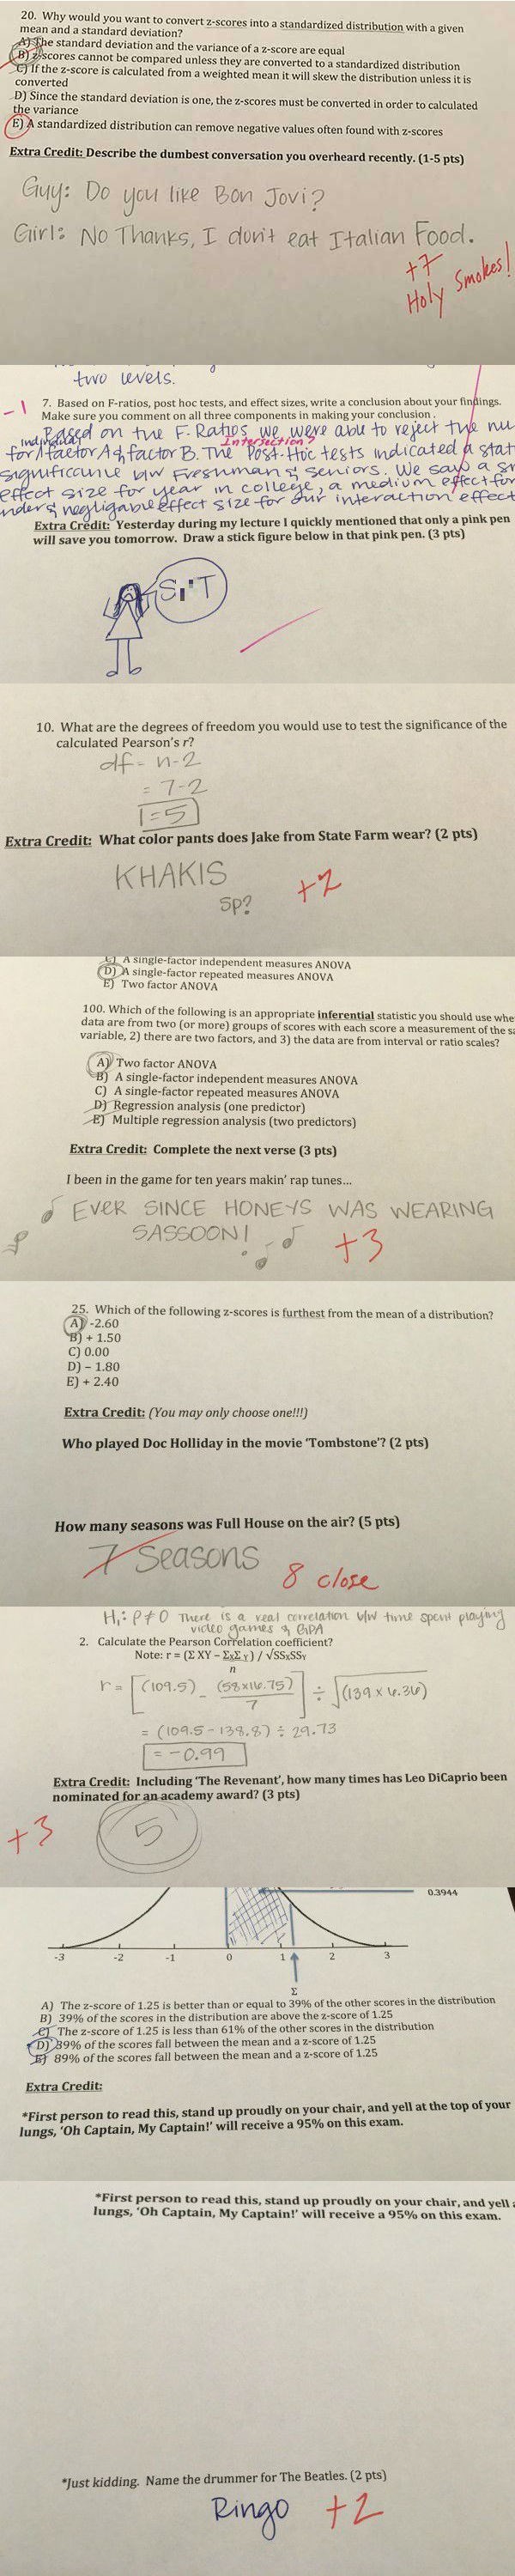 20. Why would you want to convert z-scores into a standardized distribution with a given
mean and a standard deviation?
A) The standard deviation and the variance of a z-score are equal
B) z-scores cannot be compared unless they are converted to a standardized distribution
C) If the z-score is calculated from a weighted mean it will skew the distribution unless it is
converted
D) Since the standard deviation is one, the z-scores must be converted in order to calculated
the variance
E) A standardized distribution can remove negative values often found with z-scores
Extra Credit: Describe the dumbest conversation you overheard recently. (1-5 pts)
Guy: Do you like Bon Jovi?
Girl: No Thanks, I don't eat Italian Food.
+7
Holy Smokes!
two levels.
-1
7. Based on F-ratios, post hoc tests, and effect sizes, write a conclusion about your findings.
Make sure you comment on all three components in making your conclusion.
Based on the F-Ratios we were able to reject the nu
individual
Intersection?
for factor A & factor B. The Post-Hoc tests indicated a stat
significance b/w Freshman & seniors. We saw a sm
effect size for year in college, a medium effect for
nders & negligable effect size for our interaction effect
Extra Credit: Yesterday during my lecture I quickly mentioned that only a pink pen
will save you tomorrow. Draw a stick figure below in that pink pen. (3 pts)
10. What are the degrees of freedom you would use to test the significance of the
calculated Pearson's r?
df = n-2
= 7-2
= 5
Extra Credit: What color pants does Jake from State Farm wear? (2 pts)
KHAKIS
sp?
+2
A single-factor independent measures ANOVA
D) A single-factor repeated measures ANOVA
E) Two factor ANOVA
100. Which of the following is an appropriate inferential statistic you should use whe
data are from two (or more) groups of scores with each score a measurement of the sa
variable, 2) there are two factors, and 3) the data are from interval or ratio scales?
A) Two factor ANOVA
B) A single-factor independent measures ANOVA
C) A single-factor repeated measures ANOVA
D) Regression analysis (one predictor)
E) Multiple regression analysis (two predictors)
Extra Credit: Complete the next verse (3 pts)
I been in the game for ten years makin' rap tunes...
EVER SINCE HONEYS WAS WEARING
SASSOON!
+3
25. Which of the following z-scores is furthest from the mean of a distribution?
A) -2.60
B) + 1.50
C) 0.00
D) – 1.80
E) + 2.40
Extra Credit: (You may only choose one!!!)
Who played Doc Holliday in the movie 'Tombstone'? (2 pts)
How many seasons was Full House on the air? (5 pts)
7 Seasons
8 close
H₁: ρ≠0 There is a real correlation b/w time spent playing
video games & GPA
2. Calculate the Pearson Correlation coefficient?
Note: r = (Σ XY – ΣxΣy) / √SSxSSy
n
r = [(109.5) - (58x16.75)] ÷ √(139 x 6.36)
7
= (109.5-138.8) ÷ 29.73
= -0.99
Extra Credit: Including 'The Revenant', how many times has Leo DiCaprio been
nominated for an academy award? (3 pts)
+3
5
0.3944
-3 -2 -1 0 1 2 3
Σ
A) The z-score of 1.25 is better than or equal to 39% of the other scores in the distribution
B) 39% of the scores in the distribution are above the z-score of 1.25
C) The z-score of 1.25 is less than 61% of the other scores in the distribution
D) 39% of the scores fall between the mean and a z-score of 1.25
E) 89% of the scores fall between the mean and a z-score of 1.25
Extra Credit:
*First person to read this, stand up proudly on your chair, and yell at the top of your
lungs, 'Oh Captain, My Captain!' will receive a 95% on this exam.
*First person to read this, stand up proudly on your chair, and yell a
lungs, 'Oh Captain, My Captain!' will receive a 95% on this exam.
*Just kidding. Name the drummer for The Beatles. (2 pts)
Ringo
+2